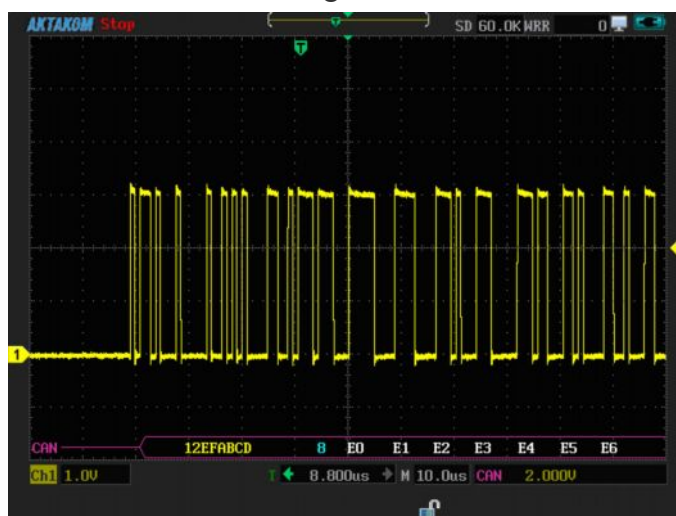 AKTAKOM Stop T SD 60.0K WRR 0
T
1
CAN 12EFABCD 8 E0 E1 E2 E3 E4 E5 E6
Ch1 1.0V T 8.800us M 10.0us CAN 2.000V